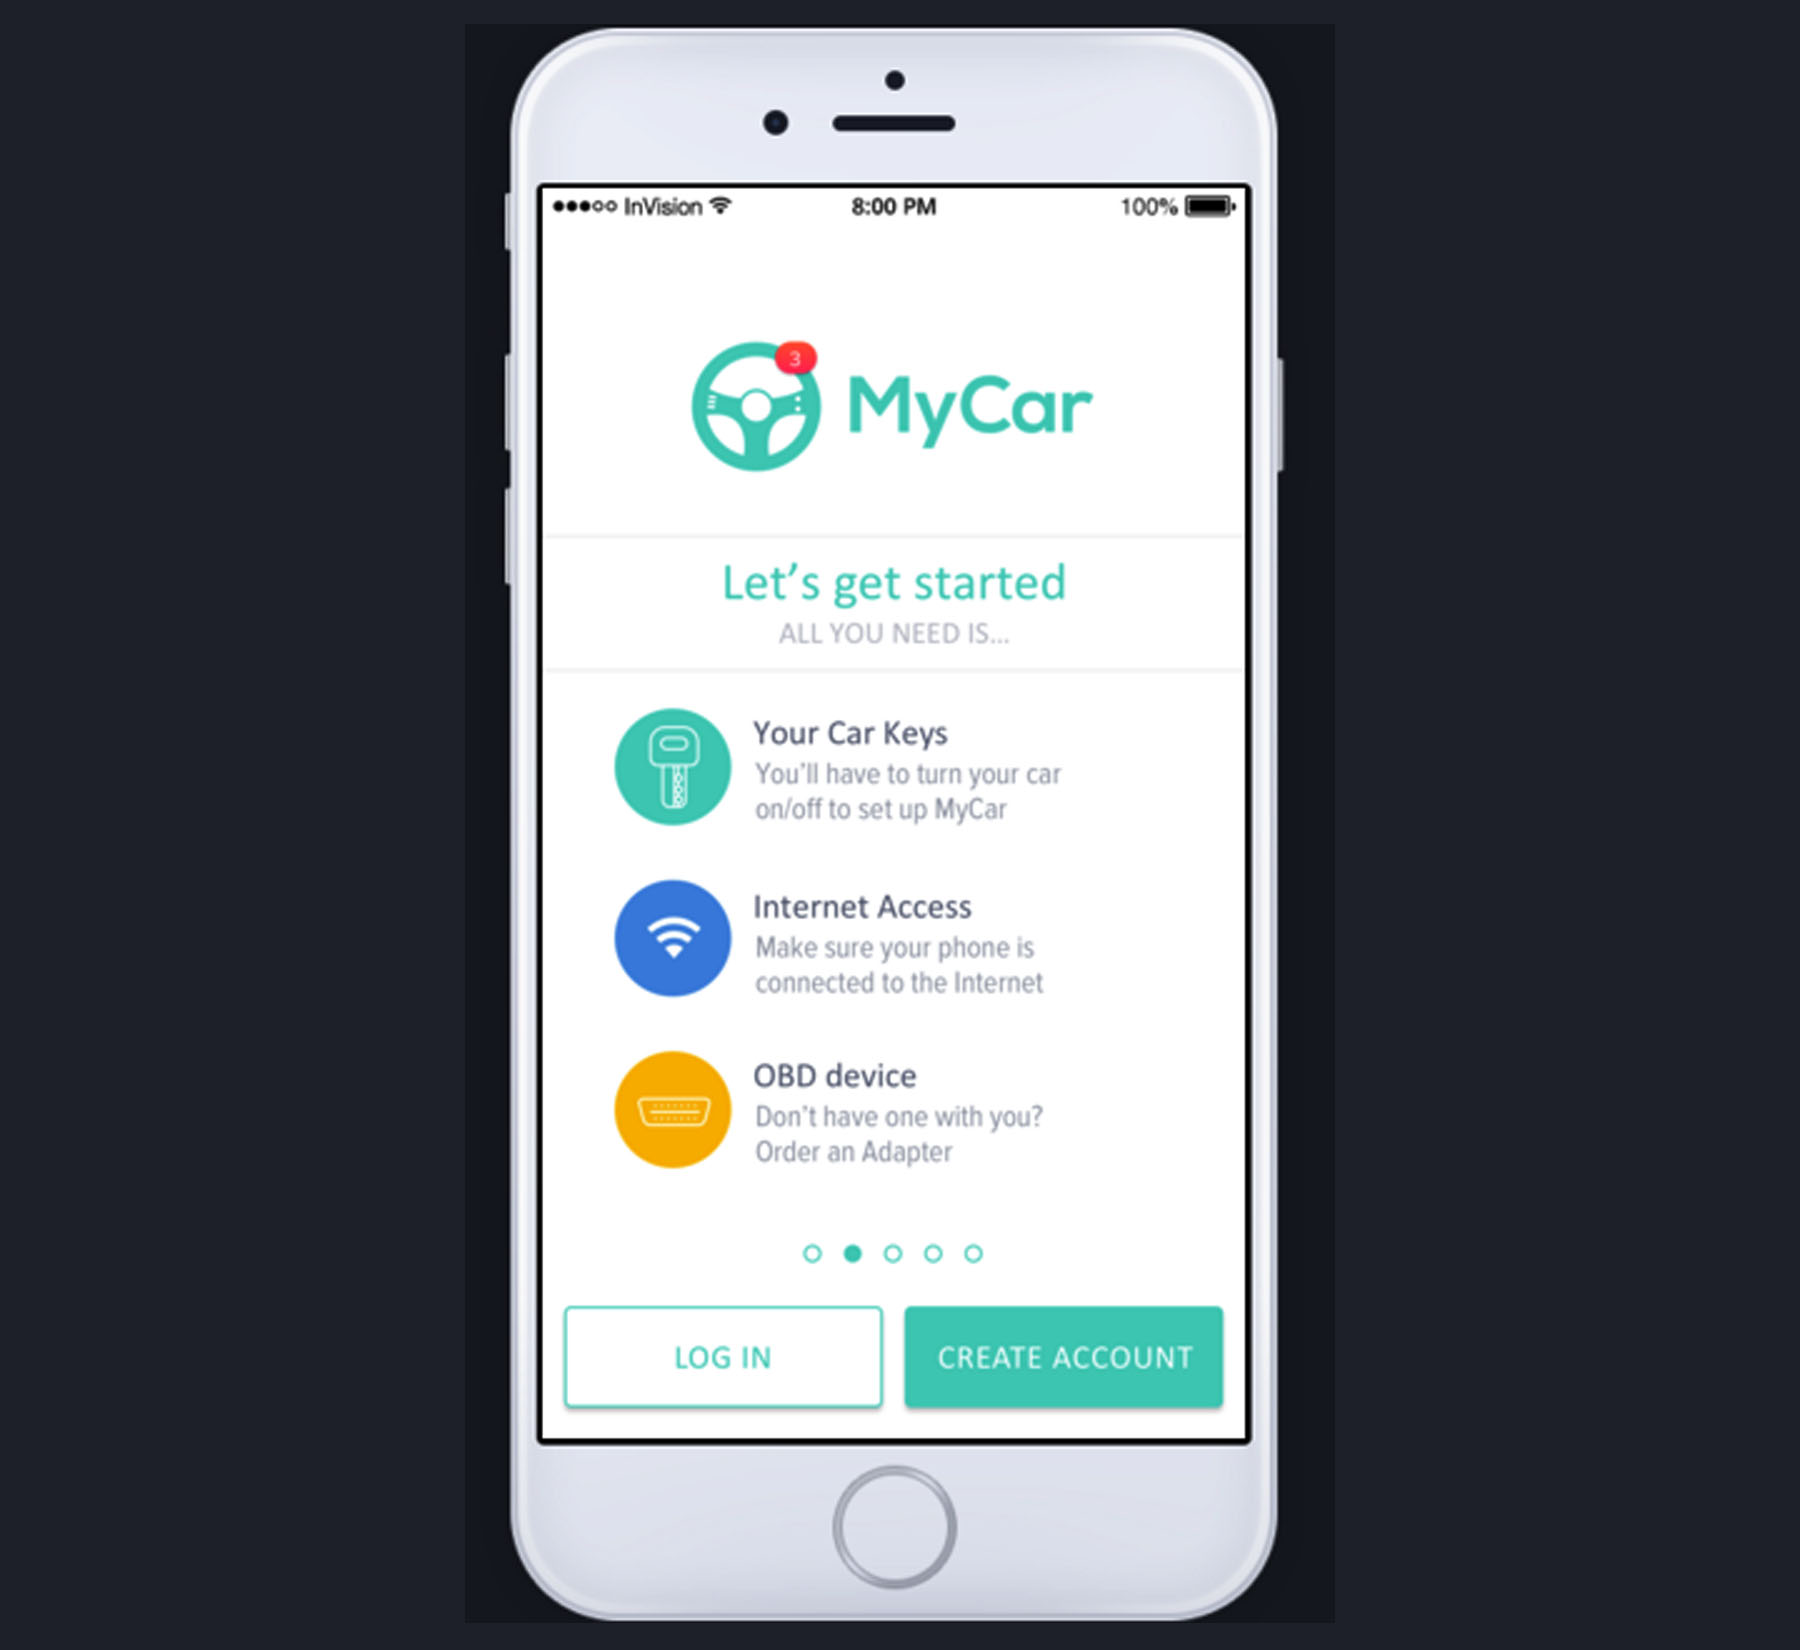 InVision 8:00 PM 100%
3
MyCar
Let’s get started
ALL YOU NEED IS...
Your Car Keys
You’ll have to turn your car
on/off to set up MyCar
Internet Access
Make sure your phone is
connected to the Internet
OBD device
Don’t have one with you?
Order an Adapter
LOG IN CREATE ACCOUNT